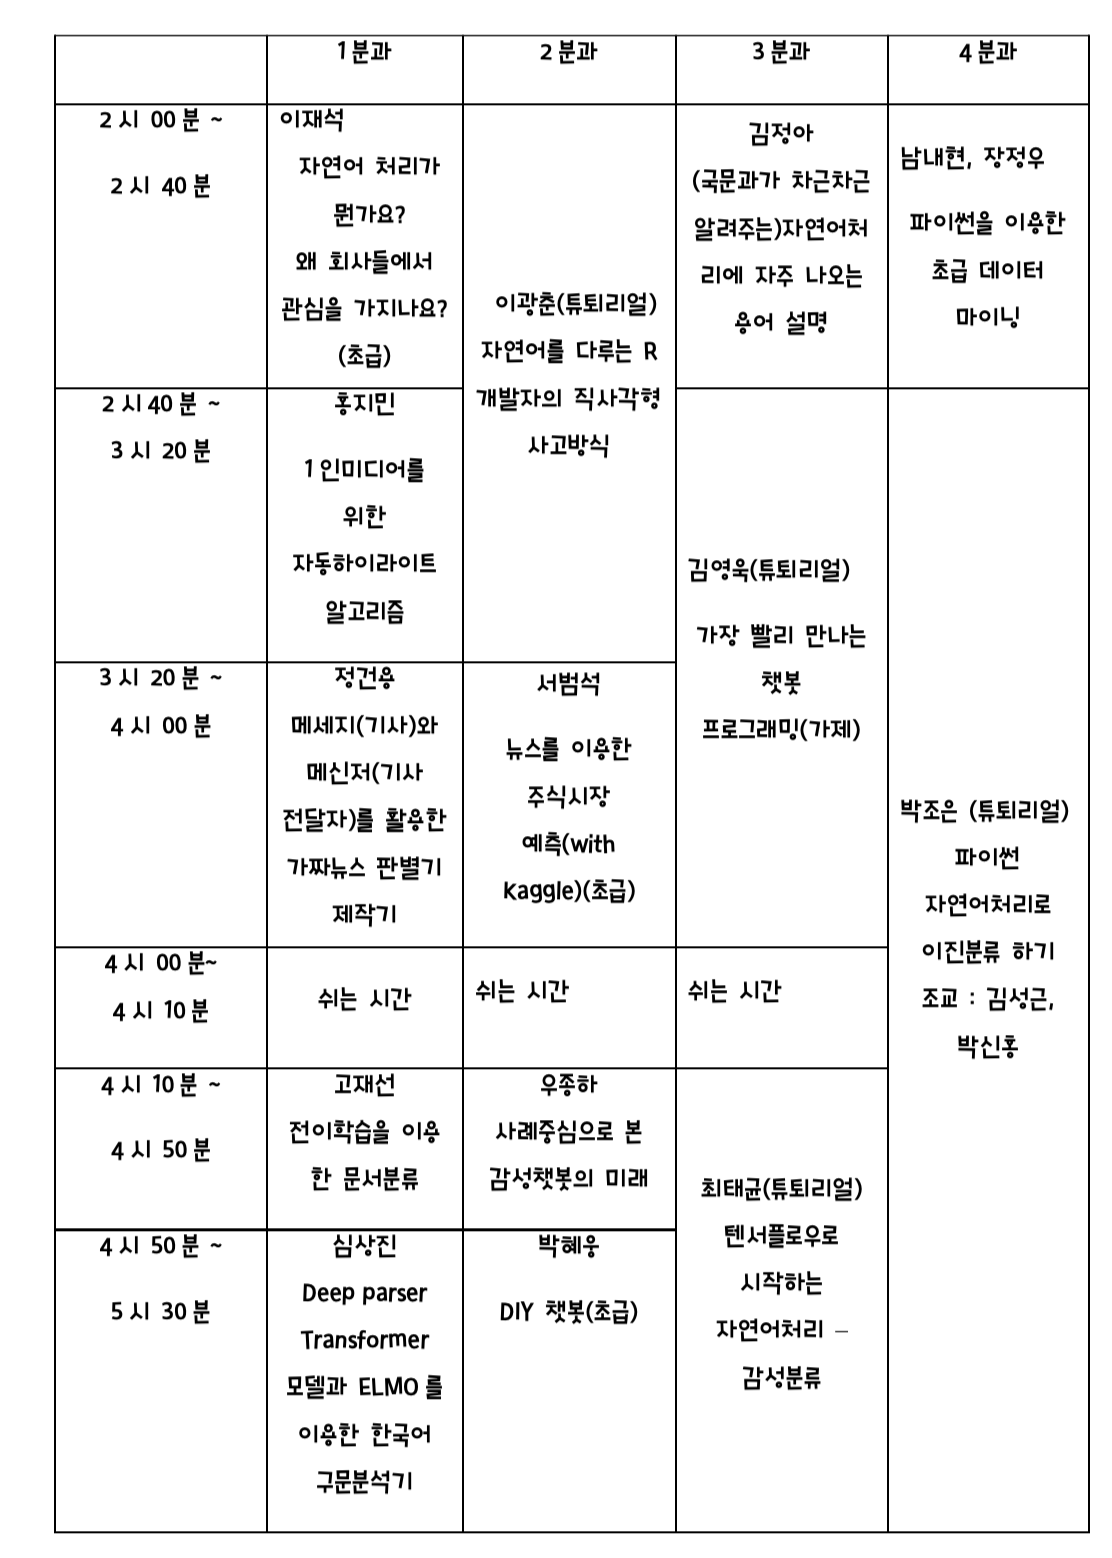 1분과
2 분과
3 분과
4 분과
2 시 00 분 ~
2 시 40 분
이재석
자연어 처리가
뭔가요?
왜 회사들에서
관심을 가지나요?
(초급)
이광춘(튜토리얼)
자연어를 다루는 R
개발자의 직사각형
사고방식
김정아
(국문과가 차근차근
알려주는)자연어처
리에 자주 나오는
용어 설명
남내현, 장정우
파이썬을 이용한
초급 데이터
마이닝
2 시40 분 ~
3 시 20 분
홍지민
1 인미디어를
위한
자동하이라이트
알고리즘
김영욱(튜토리얼)
가장 빨리 만나는
챗봇
프로그래밍(가제)
박조은 (튜토리얼)
파이썬
자연어처리로
이진분류 하기
조교 : 김성근,
박신홍
3 시 20 분 ~
4 시 00 분
정건용
메세지(기사)와
메신저(기사
전달자)를 활용한
가짜뉴스 판별기
제작기
서범석
뉴스를 이용한
주식시장
예측(with
Kaggle)(초급)
4 시 00 분~
4 시 10 분
쉬는 시간
쉬는 시간
쉬는 시간
4 시 10 분 ~
4 시 50 분
고재선
전이학습을 이용
한 문서분류
우종하
사례중심으로 본
감성챗봇의 미래
최태균(튜토리얼)
텐서플로우로
시작하는
자연어처리 –
감성분류
4 시 50 분 ~
5 시 30 분
심상진
Deep parser
Transformer
모델과 ELMO 를
이용한 한국어
구문분석기
박혜웅
DIY 챗봇(초급)